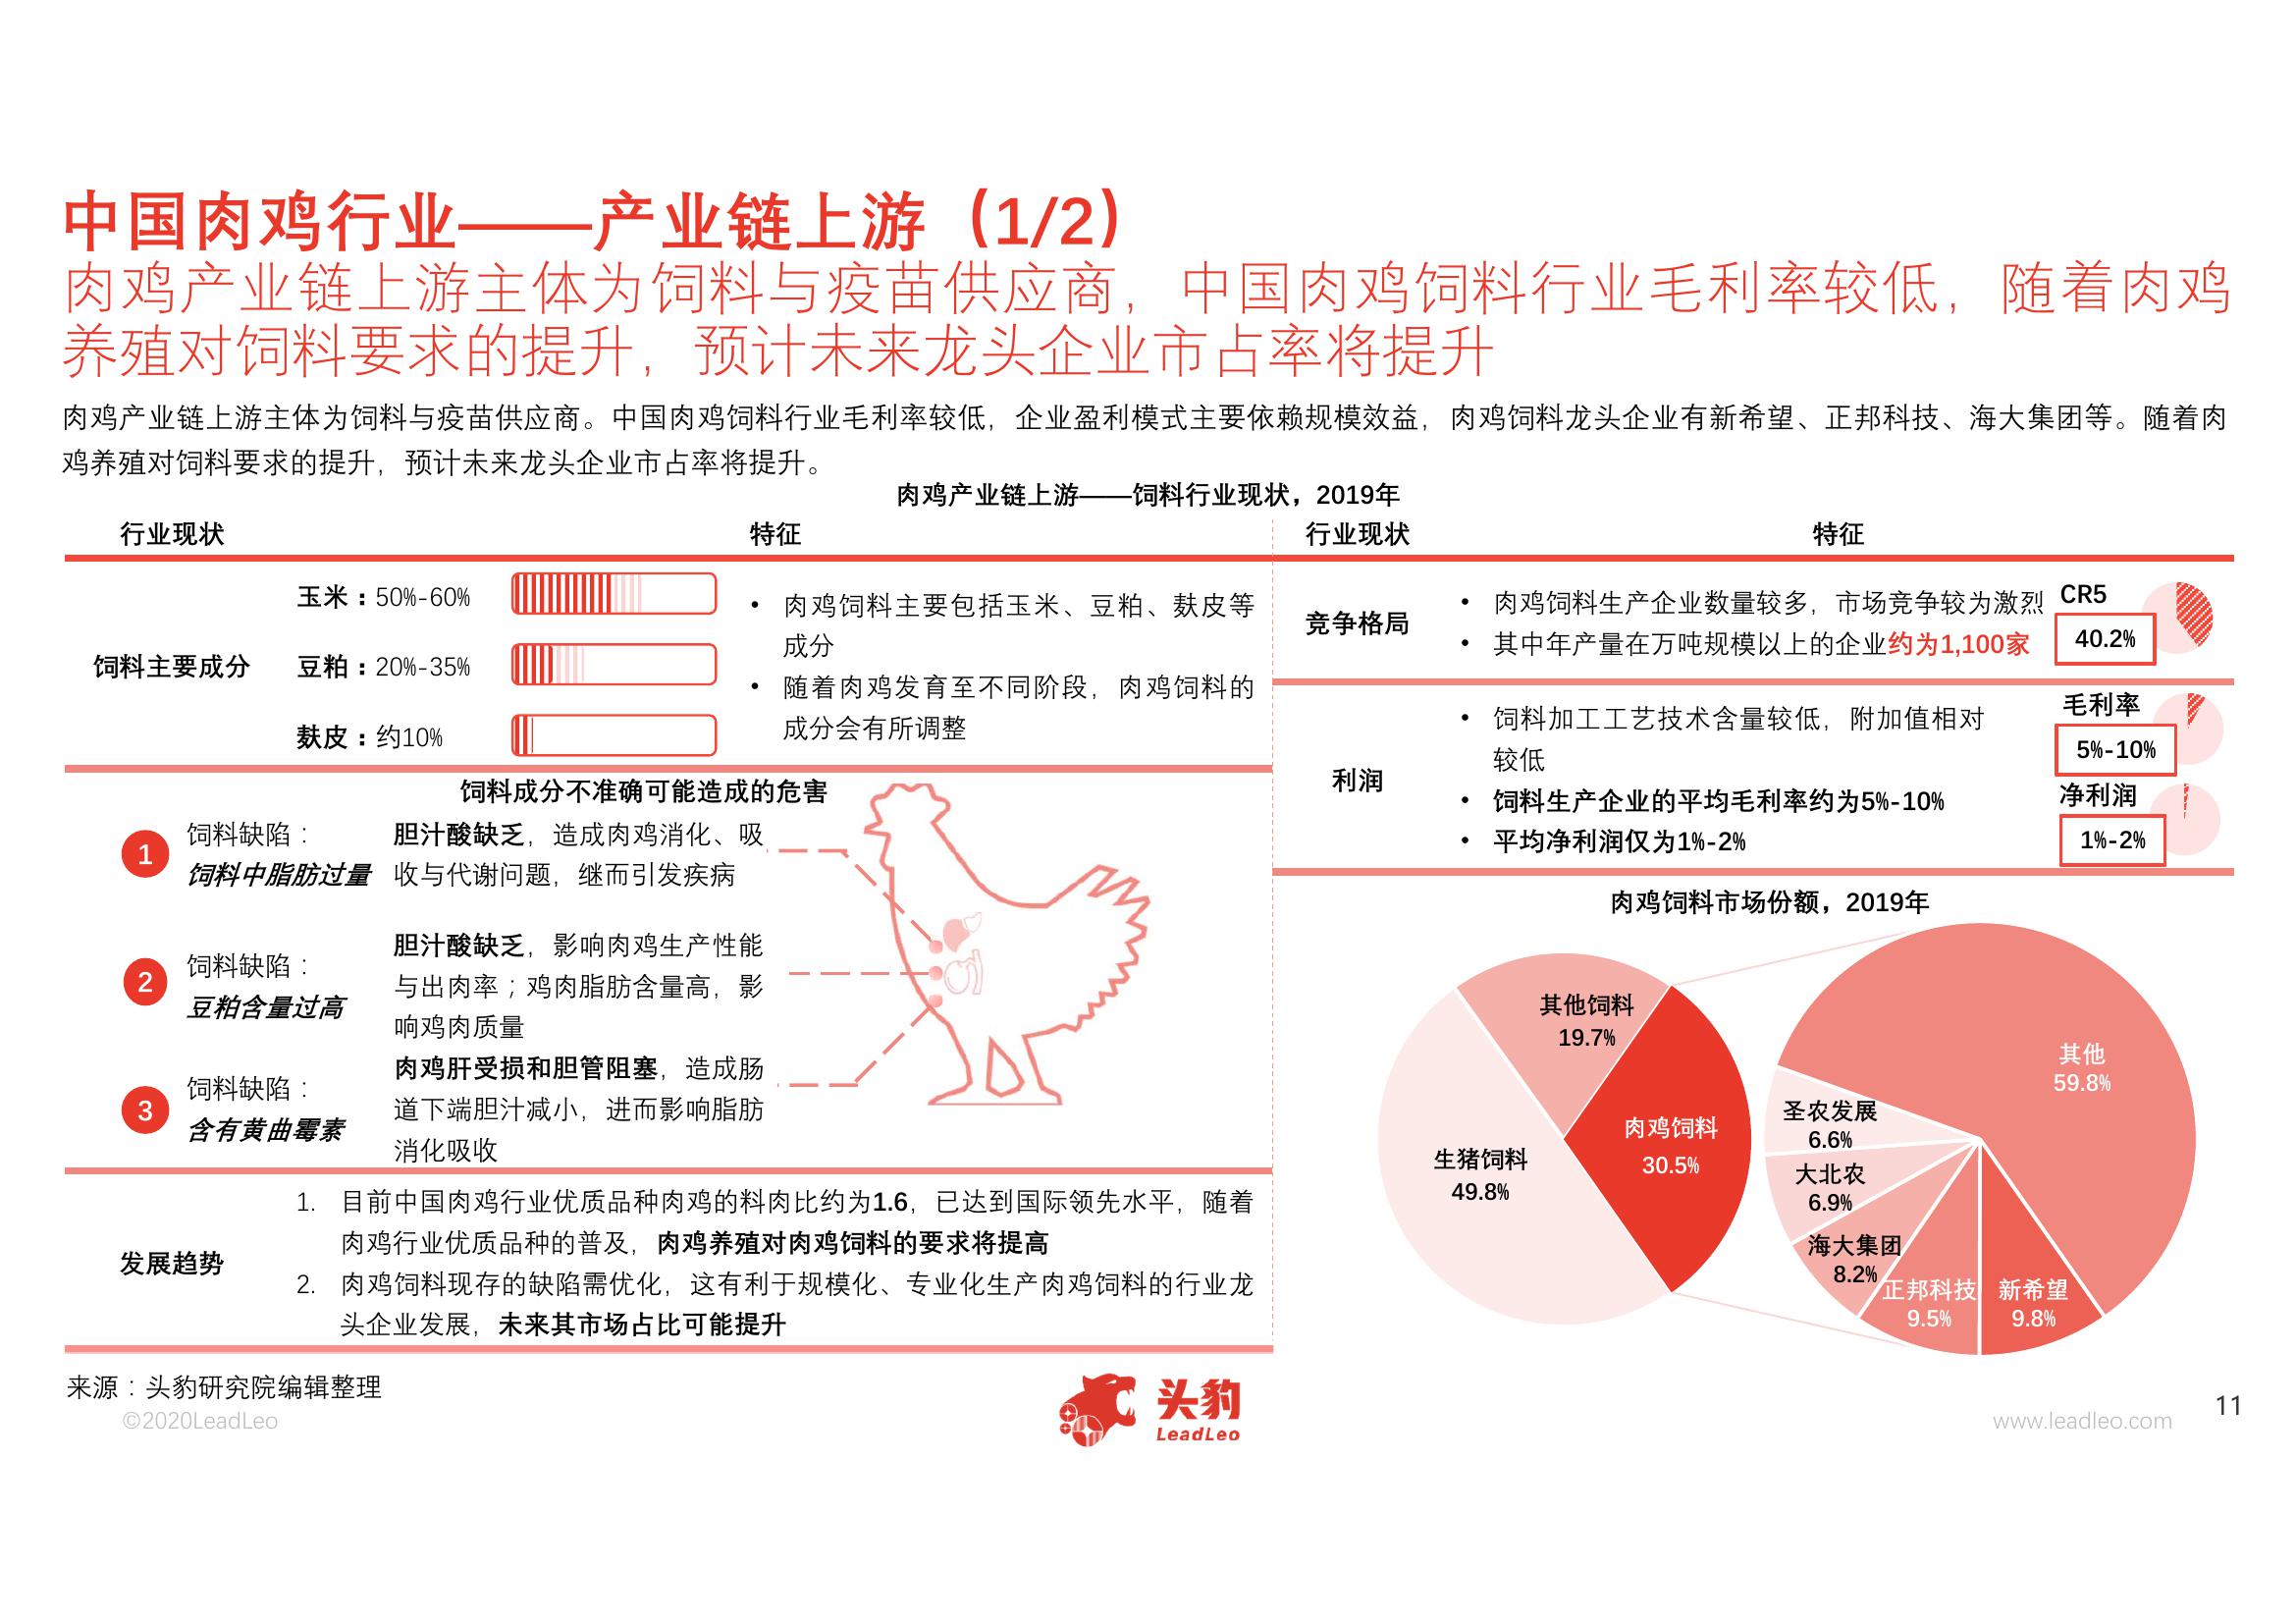 中国肉鸡行业——产业链上游（1/2）
肉鸡产业链上游主体为饲料与疫苗供应商，中国肉鸡饲料行业毛利率较低，随着肉鸡
养殖对饲料要求的提升，预计未来龙头企业市占率将提升
肉鸡产业链上游主体为饲料与疫苗供应商。中国肉鸡饲料行业毛利率较低，企业盈利模式主要依赖规模效益，肉鸡饲料龙头企业有新希望、正邦科技、海大集团等。随着肉
鸡养殖对饲料要求的提升，预计未来龙头企业市占率将提升。
肉鸡产业链上游——饲料行业现状，2019年
行业现状
特征
饲料主要成分
玉米：50%-60%
豆粕：20%-35%
麸皮：约10%
• 肉鸡饲料主要包括玉米、豆粕、麸皮等
成分
• 随着肉鸡发育至不同阶段，肉鸡饲料的
成分会有所调整
饲料成分不准确可能造成的危害
1
饲料缺陷：
饲料中脂肪过量
胆汁酸缺乏，造成肉鸡消化、吸
收与代谢问题，继而引发疾病
2
饲料缺陷：
豆粕含量过高
胆汁酸缺乏，影响肉鸡生产性能
与出肉率；鸡肉脂肪含量高，影
响鸡肉质量
3
饲料缺陷：
含有黄曲霉素
肉鸡肝受损和胆管阻塞，造成肠
道下端胆汁减小，进而影响脂肪
消化吸收
发展趋势
1. 目前中国肉鸡行业优质品种肉鸡的料肉比约为1.6，已达到国际领先水平，随着
肉鸡行业优质品种的普及，肉鸡养殖对肉鸡饲料的要求将提高
2. 肉鸡饲料现存的缺陷需优化，这有利于规模化、专业化生产肉鸡饲料的行业龙
头企业发展，未来其市场占比可能提升
行业现状
特征
竞争格局
• 肉鸡饲料生产企业数量较多，市场竞争较为激烈
• 其中年产量在万吨规模以上的企业约为1,100家
CR5
40.2%
利润
• 饲料加工工艺技术含量较低，附加值相对
较低
• 饲料生产企业的平均毛利率约为5%-10%
• 平均净利润仅为1%-2%
毛利率
5%-10%
净利润
1%-2%
肉鸡饲料市场份额，2019年
其他饲料
19.7%
肉鸡饲料
30.5%
生猪饲料
49.8%
其他
59.8%
圣农发展
6.6%
大北农
6.9%
海大集团
8.2%
正邦科技
9.5%
新希望
9.8%
来源：头豹研究院编辑整理
©2020LeadLeo
头豹
LeadLeo
www.leadleo.com
11